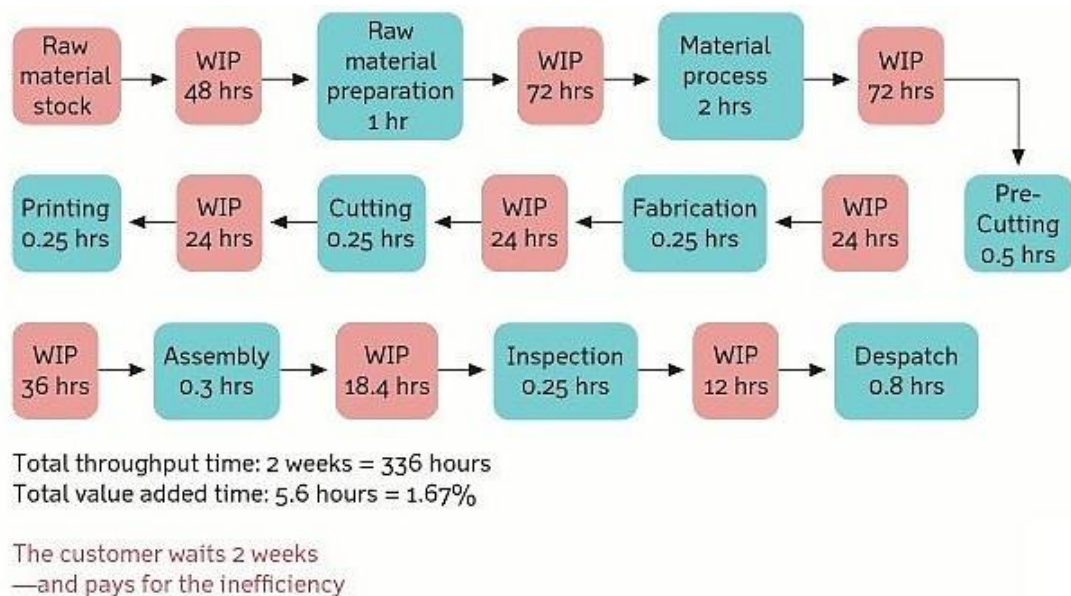 Raw
material
stock
WIP
48 hrs
Raw
material
preparation
1 hr
WIP
72 hrs
Material
process
2 hrs
WIP
72 hrs
Printing
0.25 hrs
WIP
24 hrs
Cutting
0.25 hrs
WIP
24 hrs
Fabrication
0.25 hrs
WIP
24 hrs
Pre-
Cutting
0.5 hrs
WIP
36 hrs
Assembly
0.3 hrs
WIP
18.4 hrs
Inspection
0.25 hrs
WIP
12 hrs
Despatch
0.8 hrs
Total throughput time: 2 weeks = 336 hours
Total value added time: 5.6 hours = 1.67%
The customer waits 2 weeks
—and pays for the inefficiency